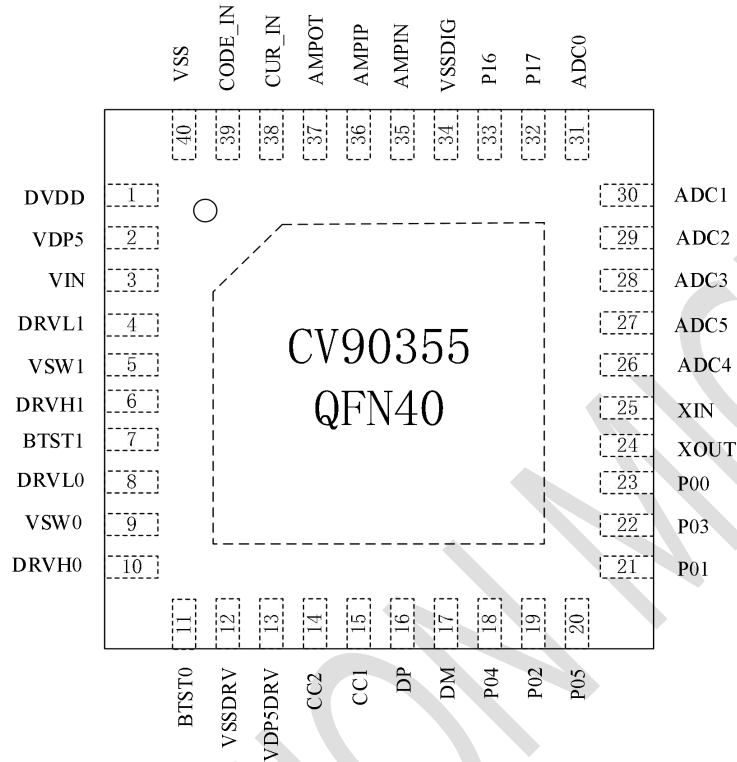 VSS CODE_IN CUR_IN AMPOT AMPIP AMPIN VSSDIG P16 P17 ADC0
40 39 38 37 36 35 34 33 32 31
DVDD 1 30 ADC1
VDP5 2 29 ADC2
VIN 3 28 ADC3
DRVL1 4 27 ADC5
VSW1 5 26 ADC4
DRVH1 6 25 XIN
BTST1 7 24 XOUT
DRVL0 8 23 P00
VSW0 9 22 P03
DRVH0 10 21 P01
CV90355
QFN40
11 12 13 14 15 16 17 18 19 20
BTST0 VSSDRV VDP5DRV CC2 CC1 DP DM P04 P02 P05